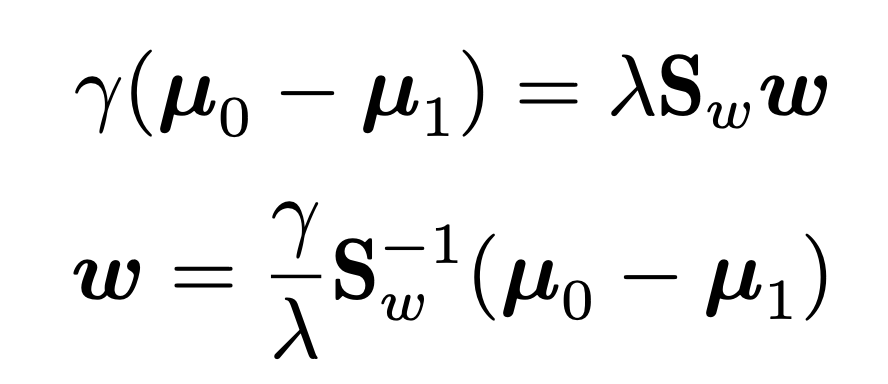 γ(μ₀ − μ₁) = λS_w w
w = γ/λ S_w⁻¹(μ₀ − μ₁)